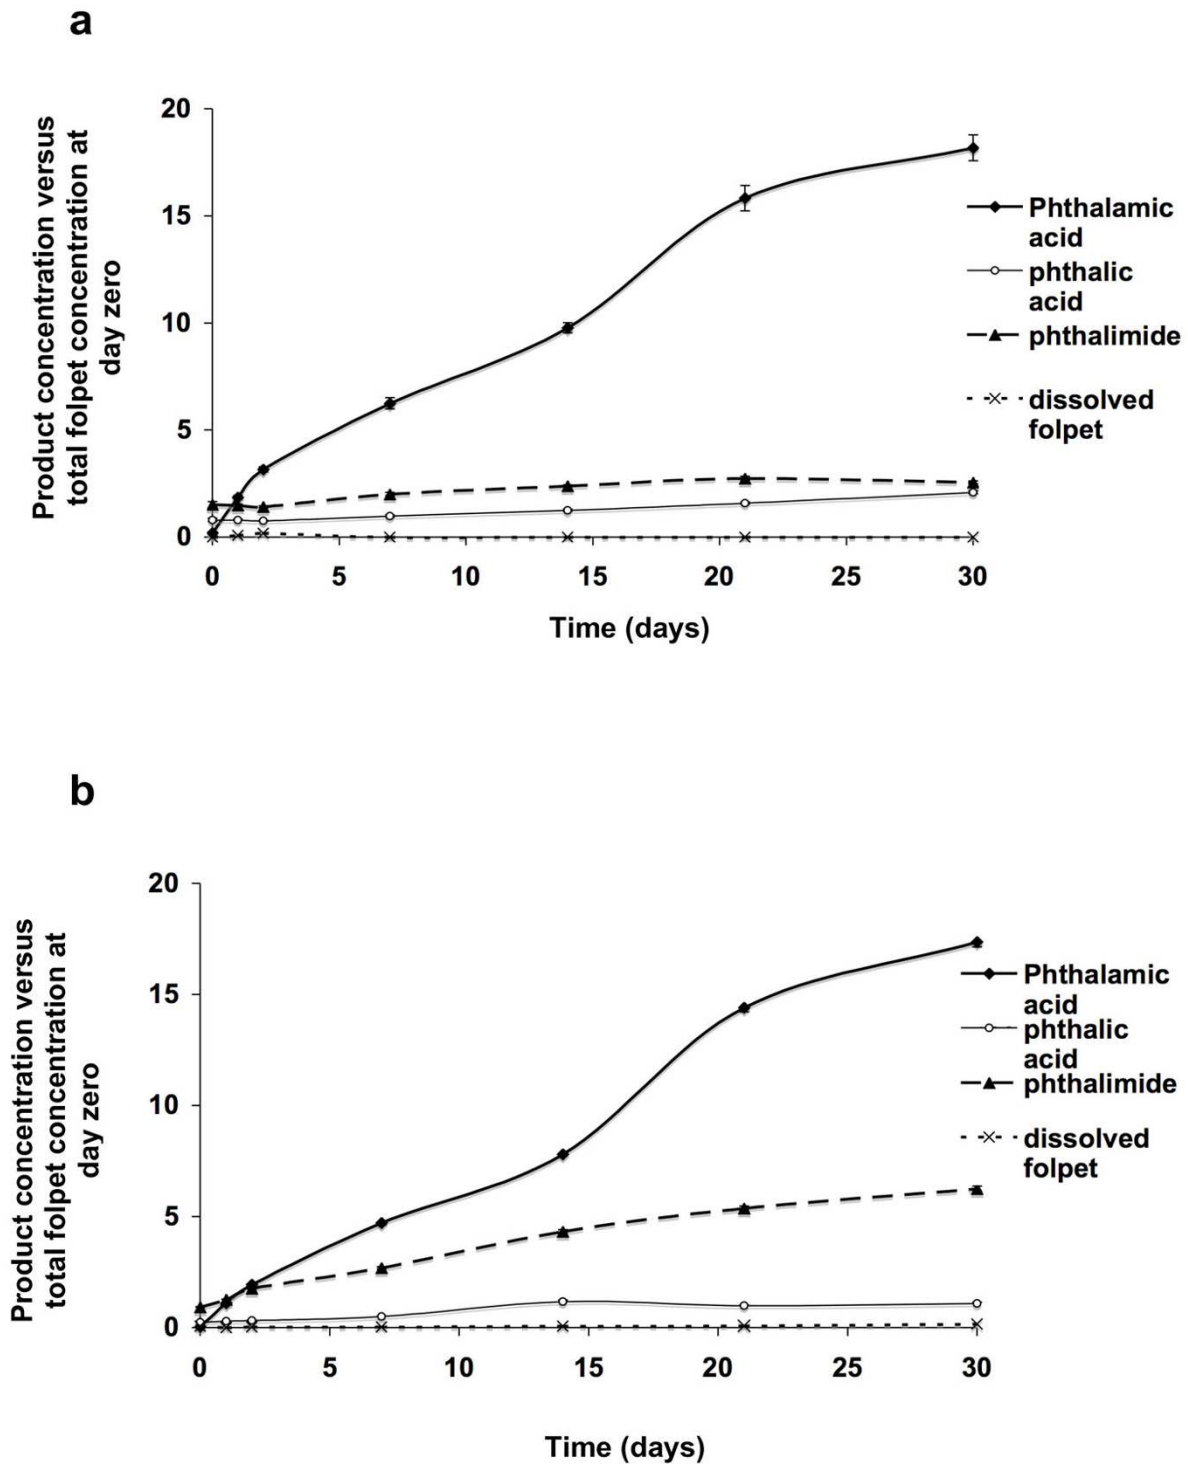 a
Product concentration versus
total folpet concentration at
day zero
20
15
10
5
0
0 5 10 15 20 25 30
Time (days)
Phthalamic
acid
phthalic
acid
phthalimide
dissolved
folpet
b
Product concentration versus
total folpet concentration at
day zero
20
15
10
5
0
0 5 10 15 20 25 30
Time (days)
Phthalamic
acid
phthalic
acid
phthalimide
dissolved
folpet